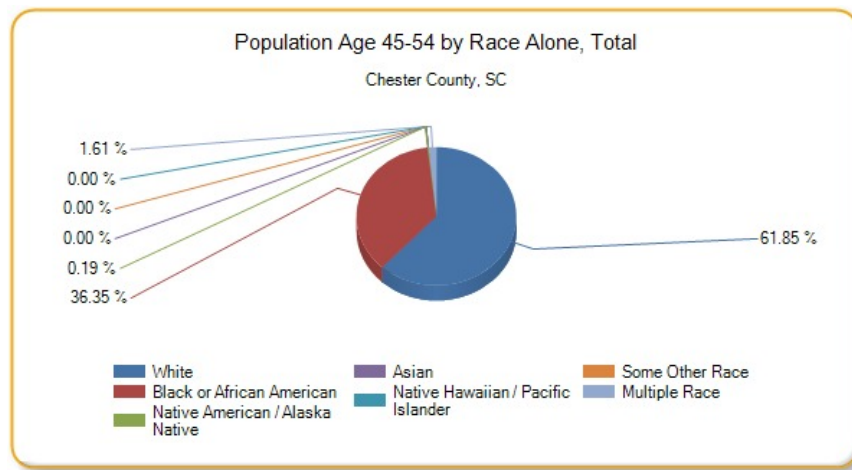 Population Age 45-54 by Race Alone, Total
Chester County, SC
1.61 %
0.00 %
0.00 %
0.00 %
0.19 %
36.35 %
61.85 %
White
Black or African American
Native American / Alaska
Native
Asian
Native Hawaiian / Pacific
Islander
Some Other Race
Multiple Race